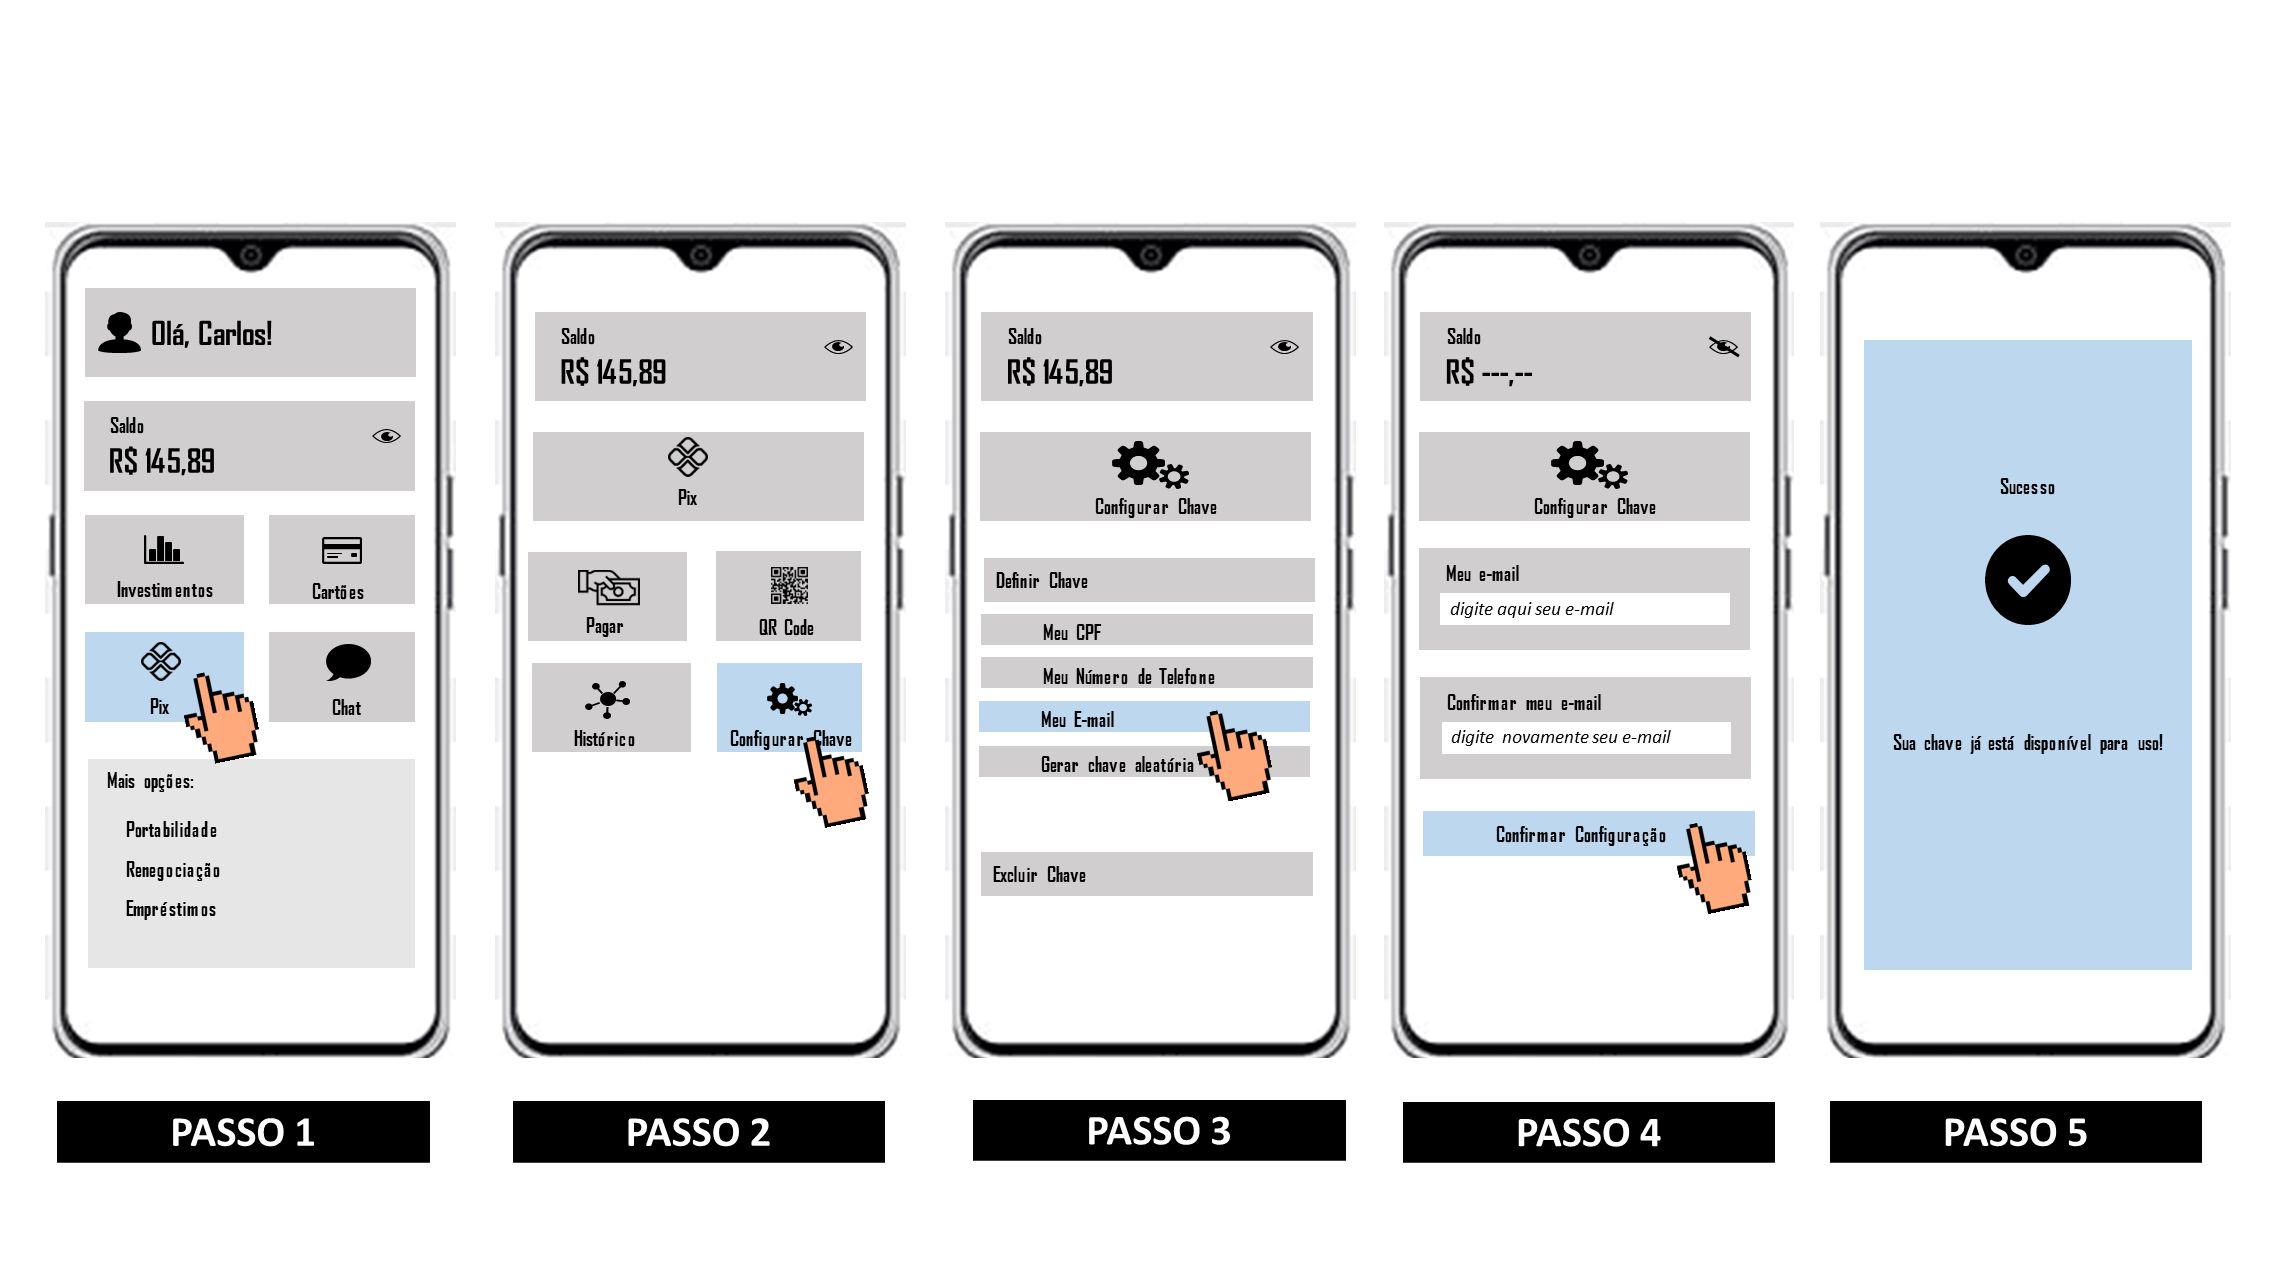 Olá, Carlos!
Saldo
R$ 145,89
Investimentos
Cartões
Pix
Chat
Mais opções:
Portabilidade
Renegociação
Empréstimos
PASSO 1
Saldo
R$ 145,89
Pix
Pagar
QR Code
Histórico
Configurar Chave
PASSO 2
Saldo
R$ 145,89
Configurar Chave
Definir Chave
Meu CPF
Meu Número de Telefone
Meu E-mail
Gerar chave aleatória
Excluir Chave
PASSO 3
Saldo
R$ ---,--
Configurar Chave
Meu e-mail
digite aqui seu e-mail
Confirmar meu e-mail
digite novamente seu e-mail
Confirmar Configuração
PASSO 4
Sucesso
Sua chave já está disponível para uso!
PASSO 5